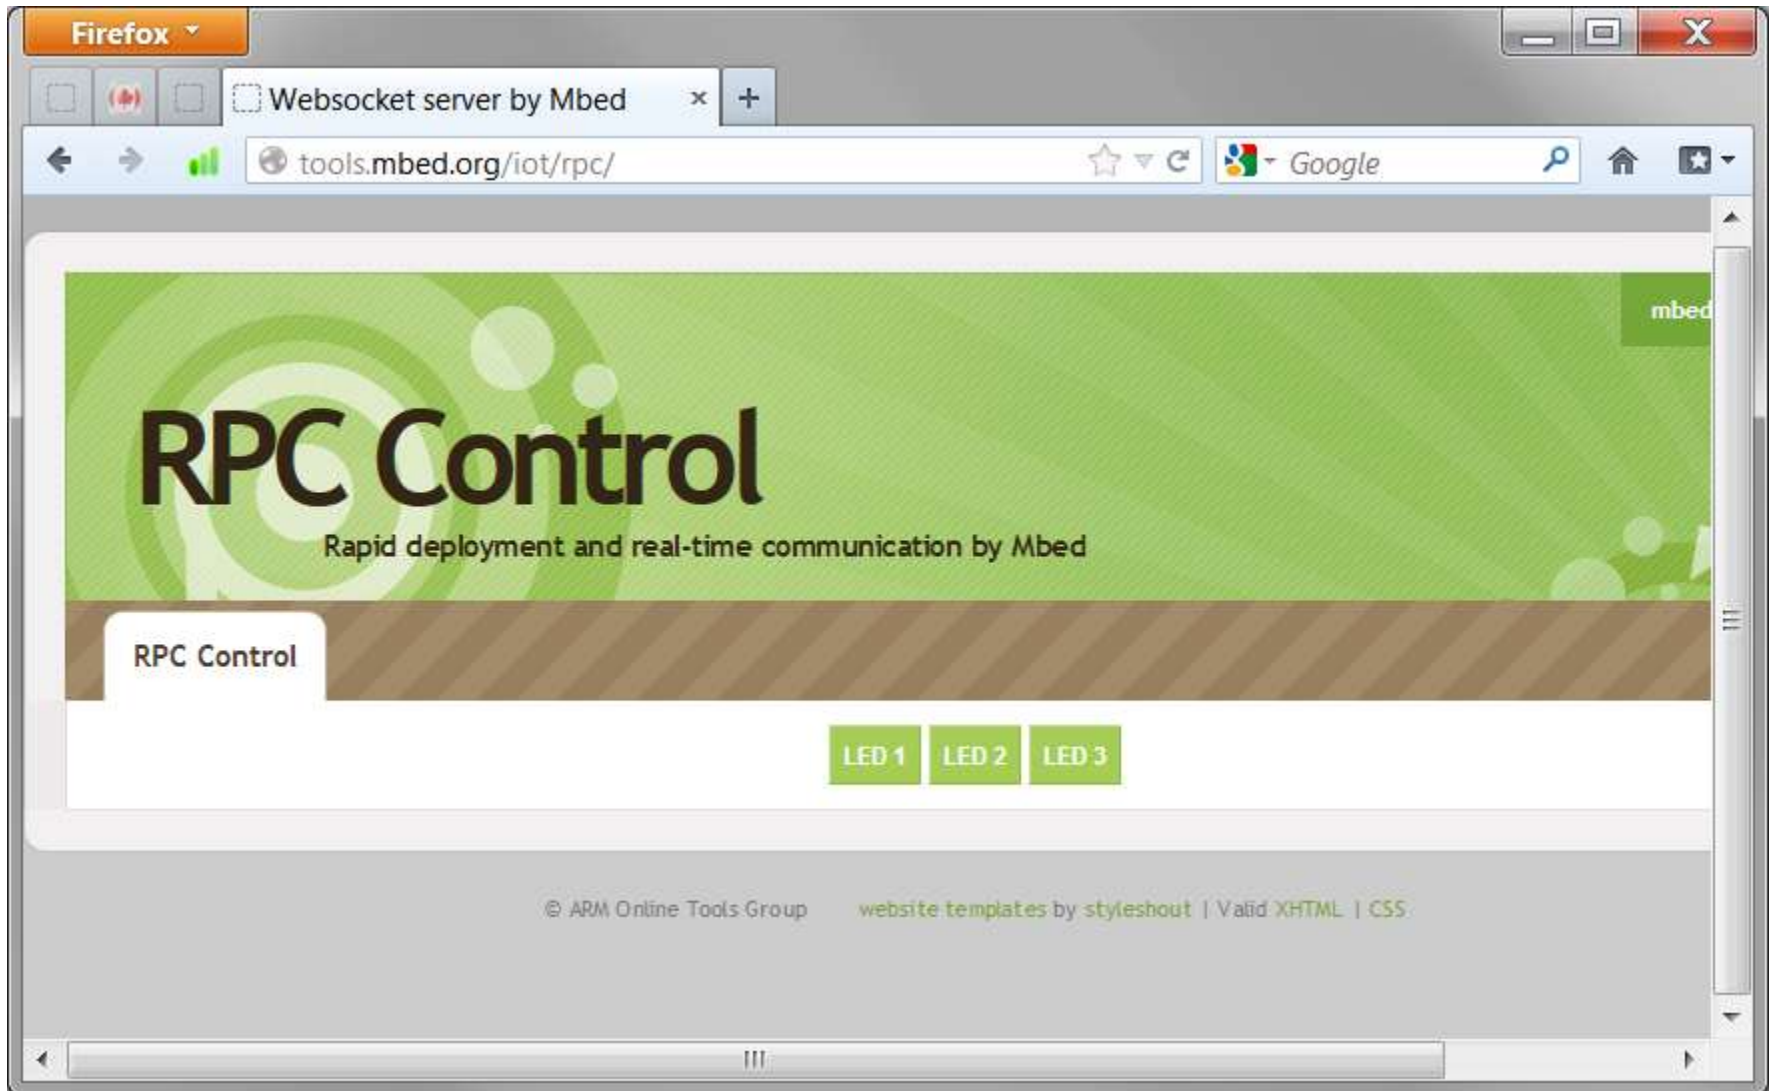 Firefox
Websocket server by Mbed
tools.mbed.org/iot/rpc/
Google
mbed
RPC Control
Rapid deployment and real-time communication by Mbed
RPC Control
LED 1 LED 2 LED 3
© ARM Online Tools Group website templates by styleshout | Valid XHTML | CSS